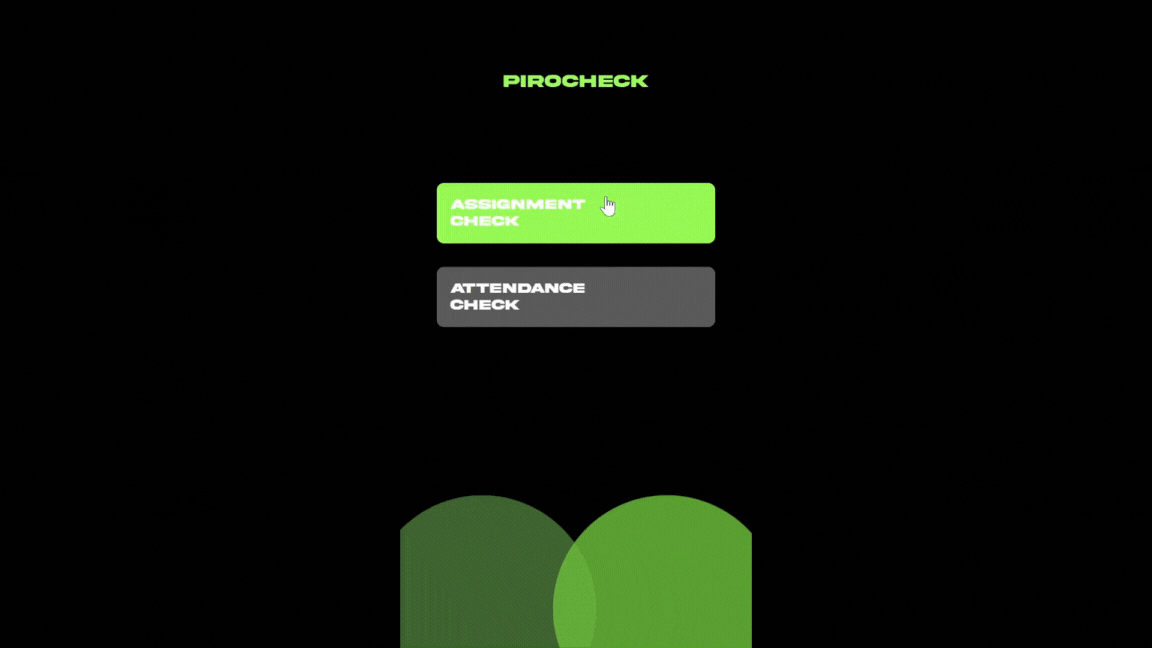 PIROCHECK
ASSIGNMENT
CHECK
ATTENDANCE
CHECK